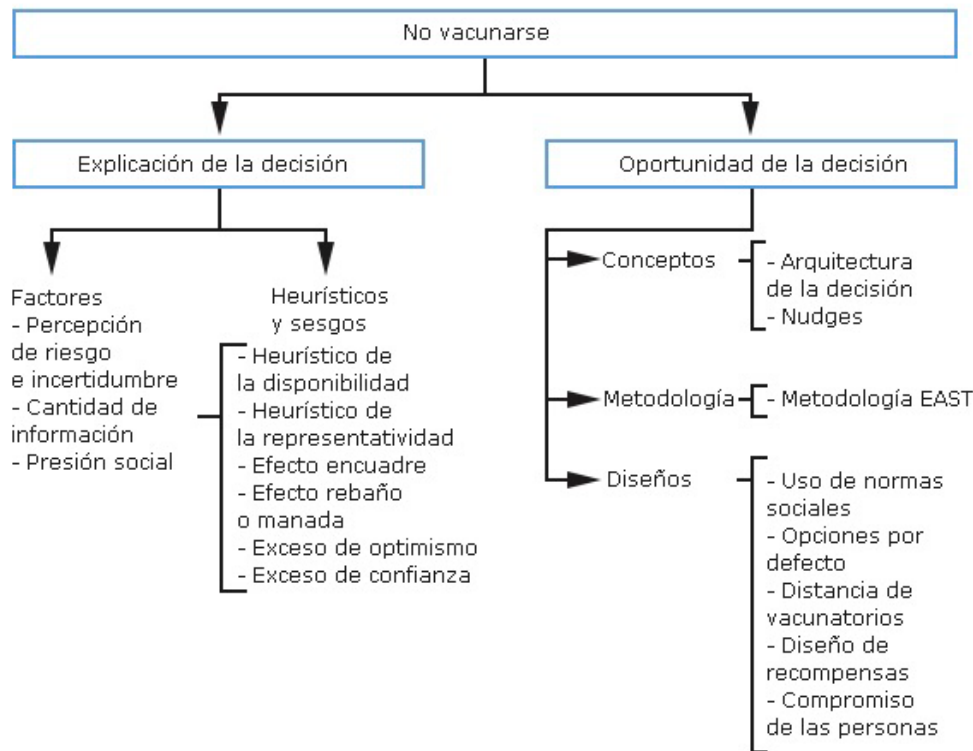 No vacunarse
Explicación de la decisión
Factores
- Percepción
de riesgo
e incertidumbre
- Cantidad de
información
- Presión social
Heurísticos
y sesgos
- Heurístico de
la disponibilidad
- Heurístico de
la representatividad
- Efecto encuadre
- Efecto rebaño
o manada
- Exceso de optimismo
- Exceso de confianza
Oportunidad de la decisión
Conceptos
- Arquitectura
de la decisión
- Nudges
Metodología
- Metodología EAST
Diseños
- Uso de normas
sociales
- Opciones por
defecto
- Distancia de
vacunatorios
- Diseño de
recompensas
- Compromiso
de las personas